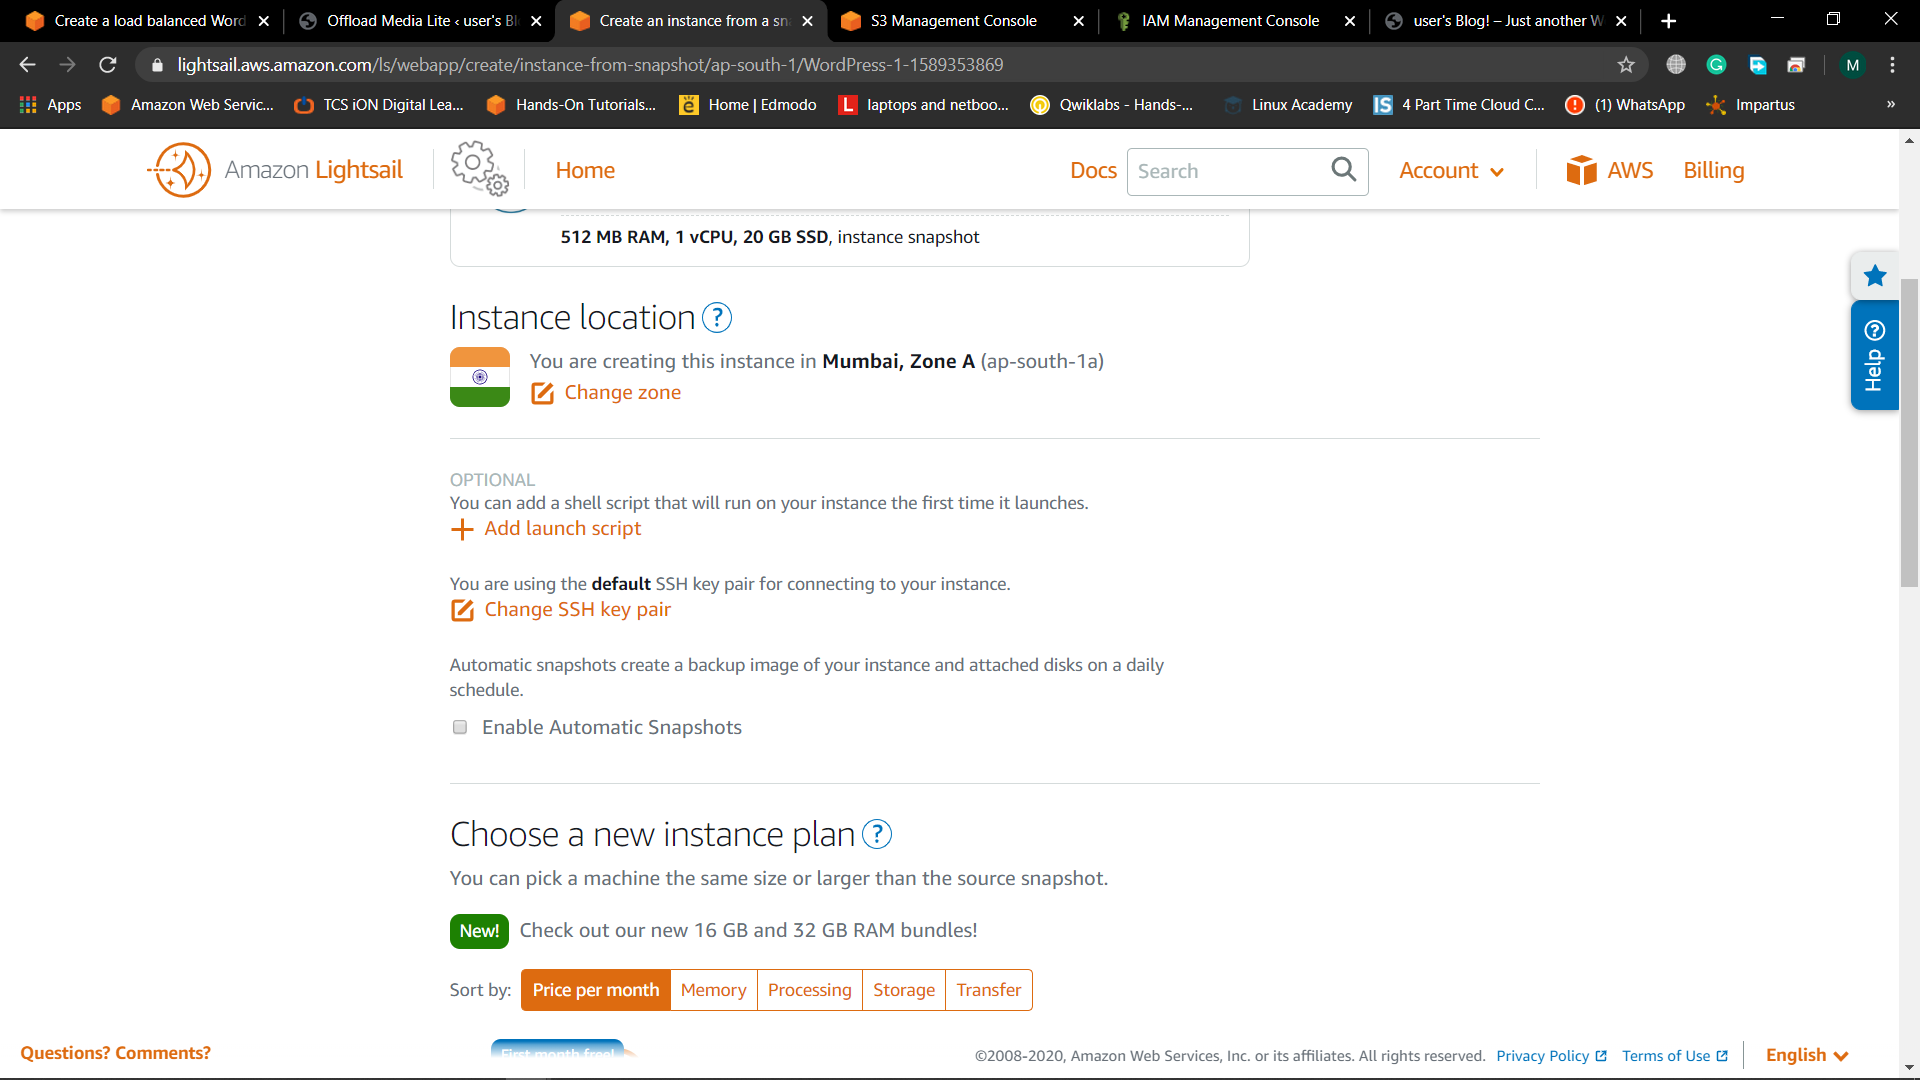 Create a load balanced Word
Offload Media Lite ‹ user's Bl
Create an instance from a sna
S3 Management Console
IAM Management Console
user's Blog! – Just another W
lightsail.aws.amazon.com/ls/webapp/create/instance-from-snapshot/ap-south-1/WordPress-1-1589353869
M
Apps
Amazon Web Servic...
TCS iON Digital Lea...
Hands-On Tutorials...
Home | Edmodo
laptops and netboo...
Qwiklabs - Hands-...
Linux Academy
4 Part Time Cloud C...
(1) WhatsApp
Impartus
»
Amazon Lightsail
Home
Docs
Search
Account
AWS
Billing
512 MB RAM, 1 vCPU, 20 GB SSD, instance snapshot
Instance location ?
You are creating this instance in Mumbai, Zone A (ap-south-1a)
Change zone
Help ?
OPTIONAL
You can add a shell script that will run on your instance the first time it launches.
Add launch script
You are using the default SSH key pair for connecting to your instance.
Change SSH key pair
Automatic snapshots create a backup image of your instance and attached disks on a daily
schedule.
Enable Automatic Snapshots
Choose a new instance plan ?
You can pick a machine the same size or larger than the source snapshot.
New! Check out our new 16 GB and 32 GB RAM bundles!
Sort by: Price per month Memory Processing Storage Transfer
First month free!
Questions? Comments?
©2008-2020, Amazon Web Services, Inc. or its affiliates. All rights reserved.
Privacy Policy
Terms of Use
English